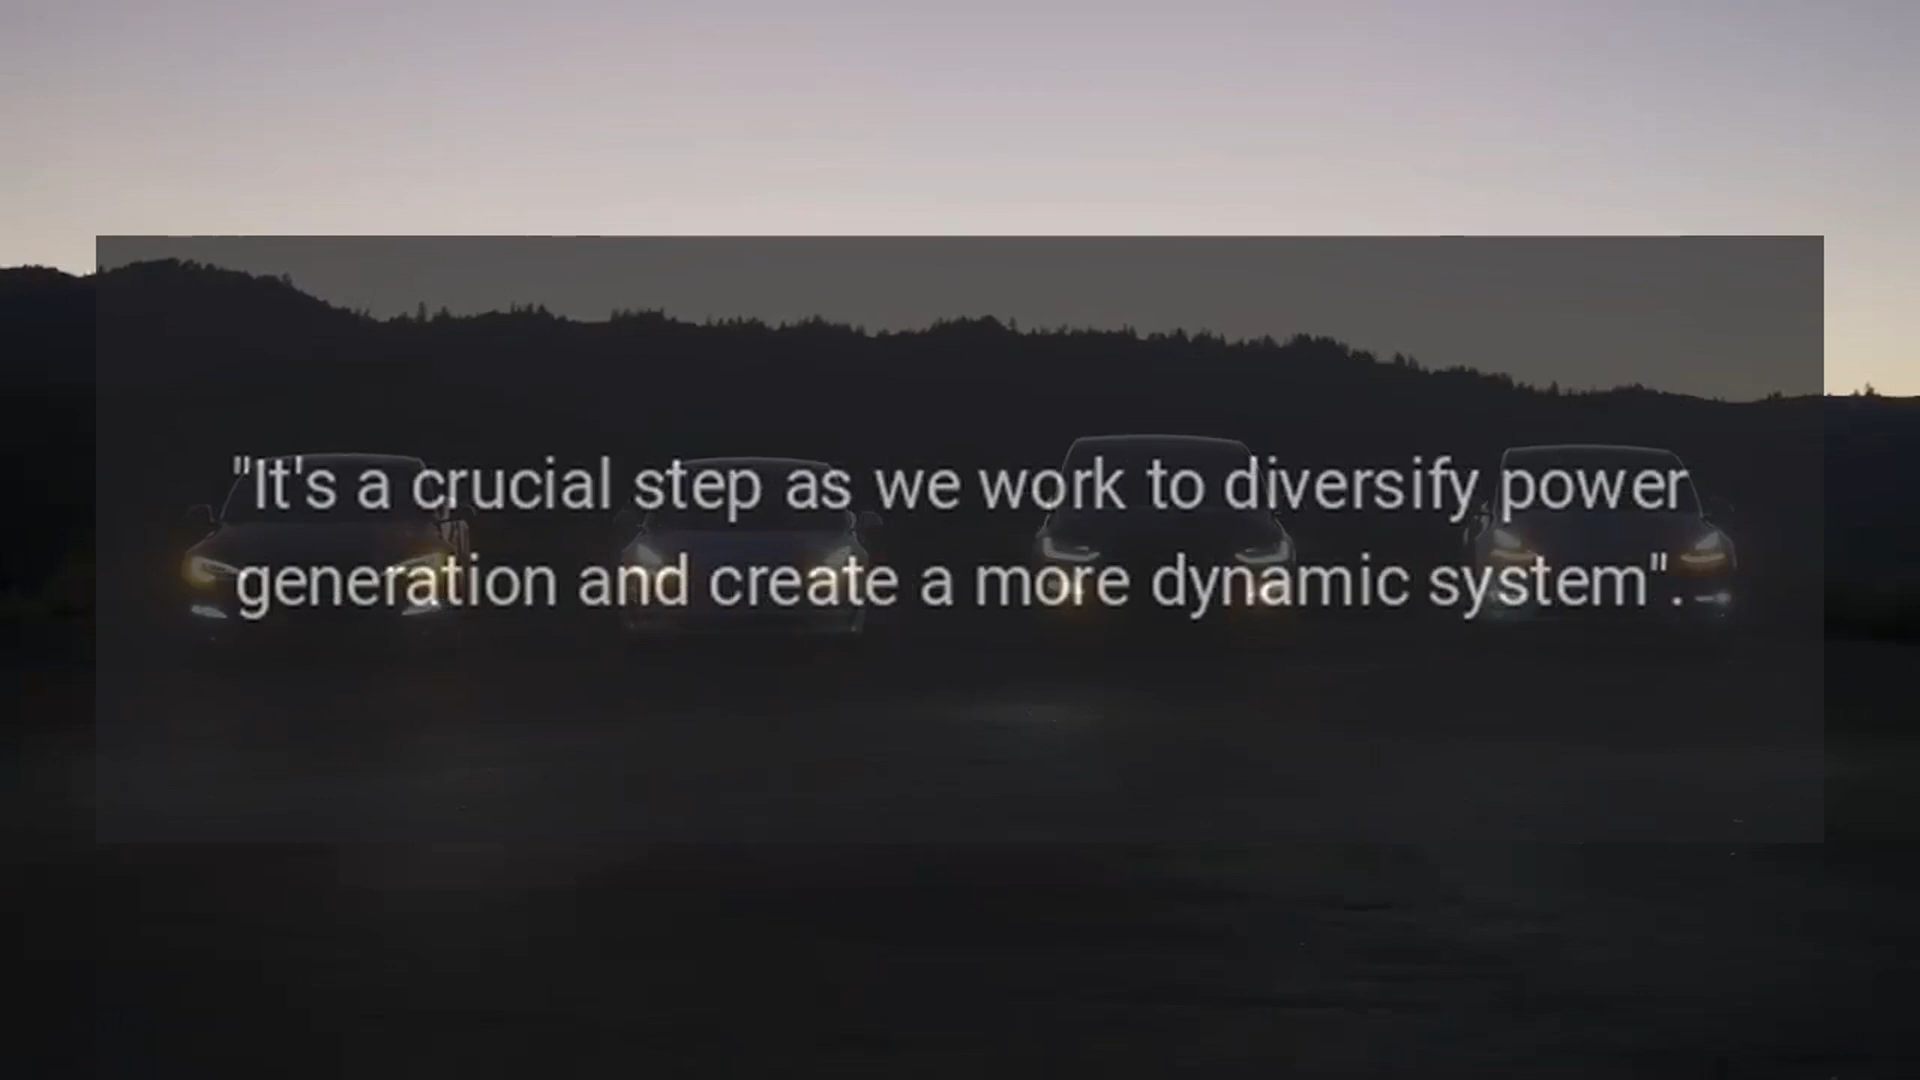 "It's a crucial step as we work to diversify power
generation and create a more dynamic system".